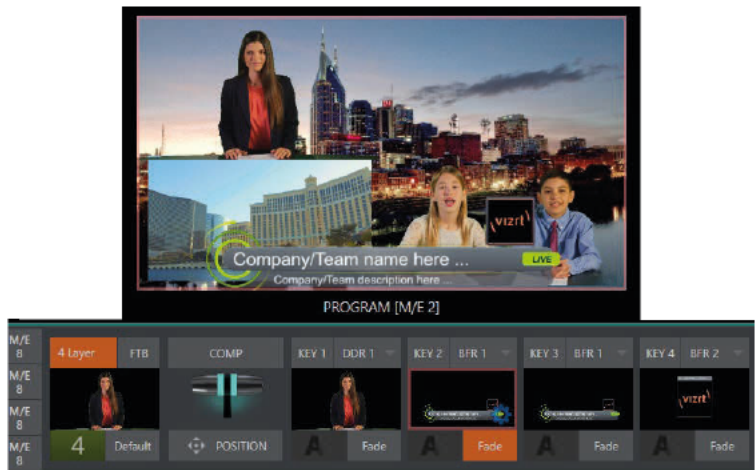 vizrt
Company/Team name here ... LIVE
Company/Team description here ...
PROGRAM [M/E 2]
M/E 8 4 Layer FTB COMP KEY 1 DDR 1 KEY 2 BFR 1 KEY 3 BFR 1 KEY 4 BFR 2
M/E 8
M/E 8
vizrt
M/E 8 4 Default POSITION A Fade A Fade A Fade A Fade